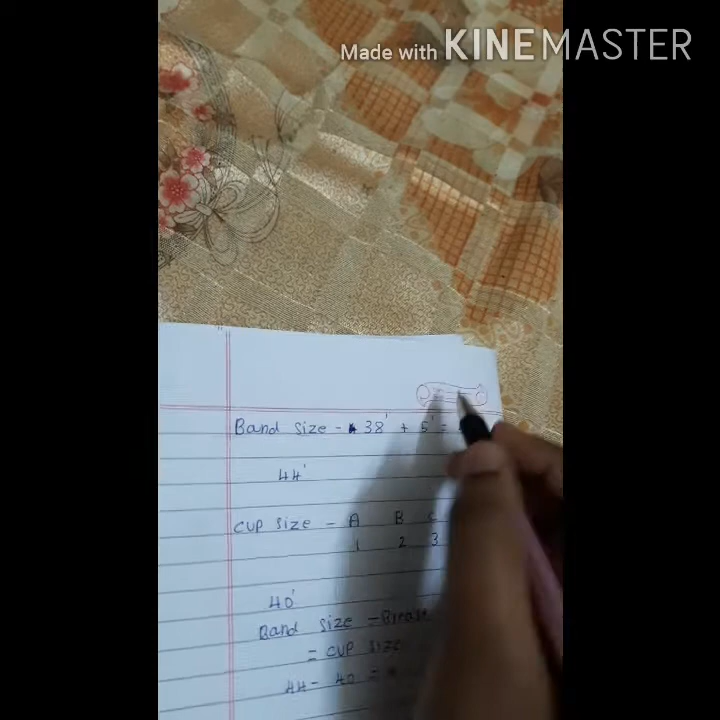 Made with KINEMASTER
Band size - 38' + 5' =
44'
cup size - A B C
1 2 3
40'
Band size = Breast
= cup size
44 - 40 =